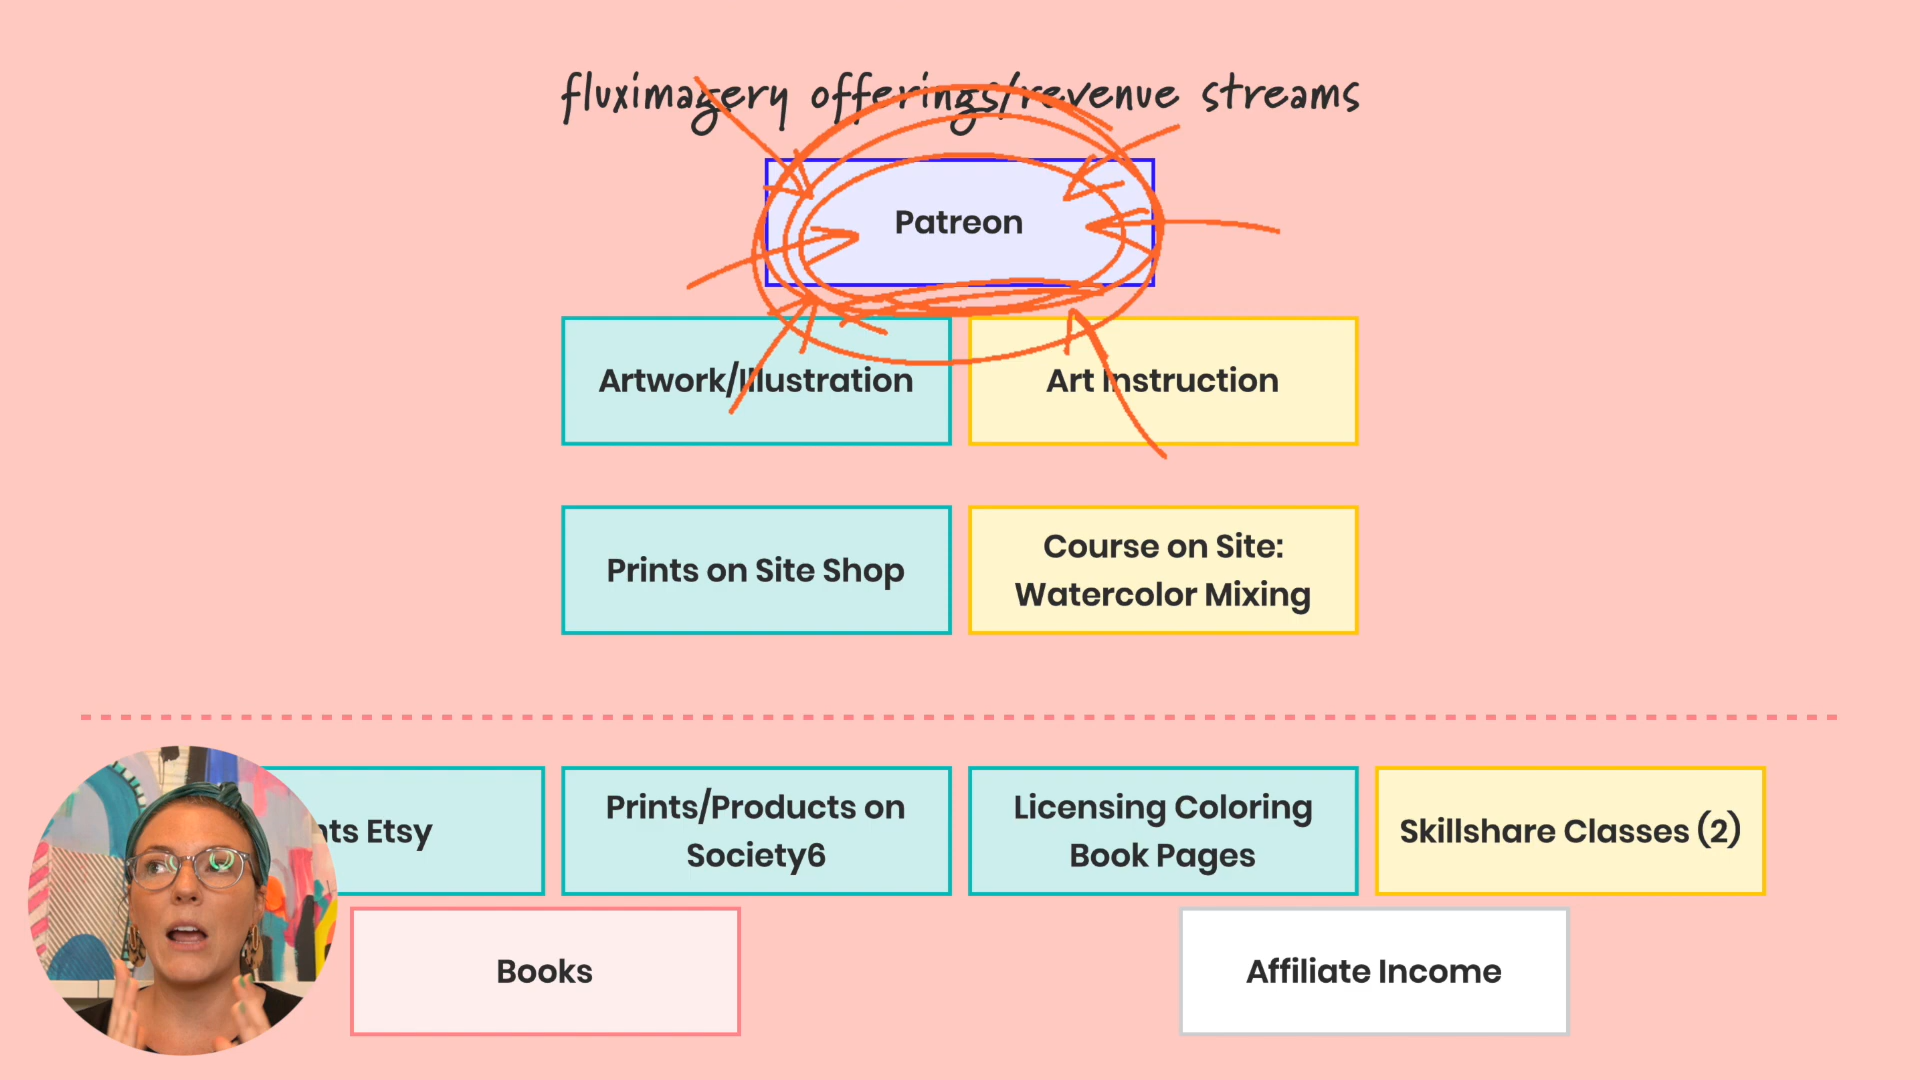 fluximagery offerings/revenue streams
Patreon
Artwork/Illustration
Art Instruction
Prints on Site Shop
Course on Site:
Watercolor Mixing
Etsy
Prints/Products on
Society6
Licensing Coloring
Book Pages
Skillshare Classes (2)
Books
Affiliate Income